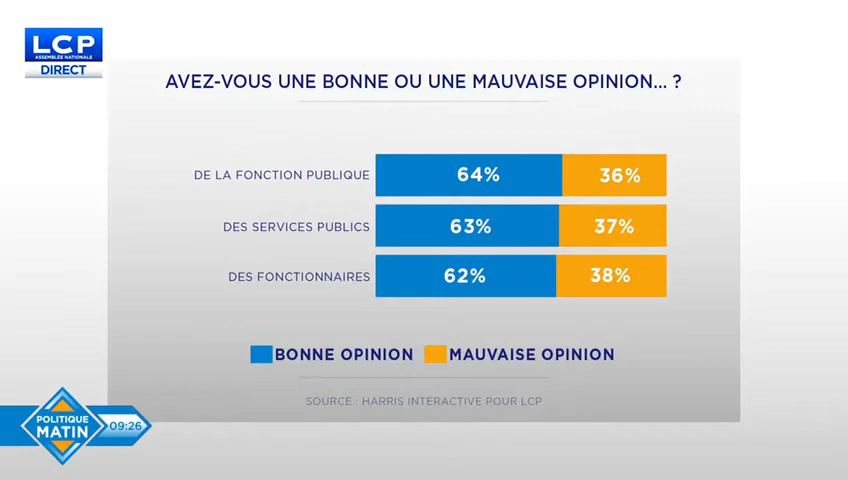 LCP
ASSEMBLÉE NATIONALE
DIRECT
AVEZ-VOUS UNE BONNE OU UNE MAUVAISE OPINION... ?
DE LA FONCTION PUBLIQUE 64% 36%
DES SERVICES PUBLICS 63% 37%
DES FONCTIONNAIRES 62% 38%
BONNE OPINION MAUVAISE OPINION
SOURCE : HARRIS INTERACTIVE POUR LCP
POLITIQUE
MATIN
09:26